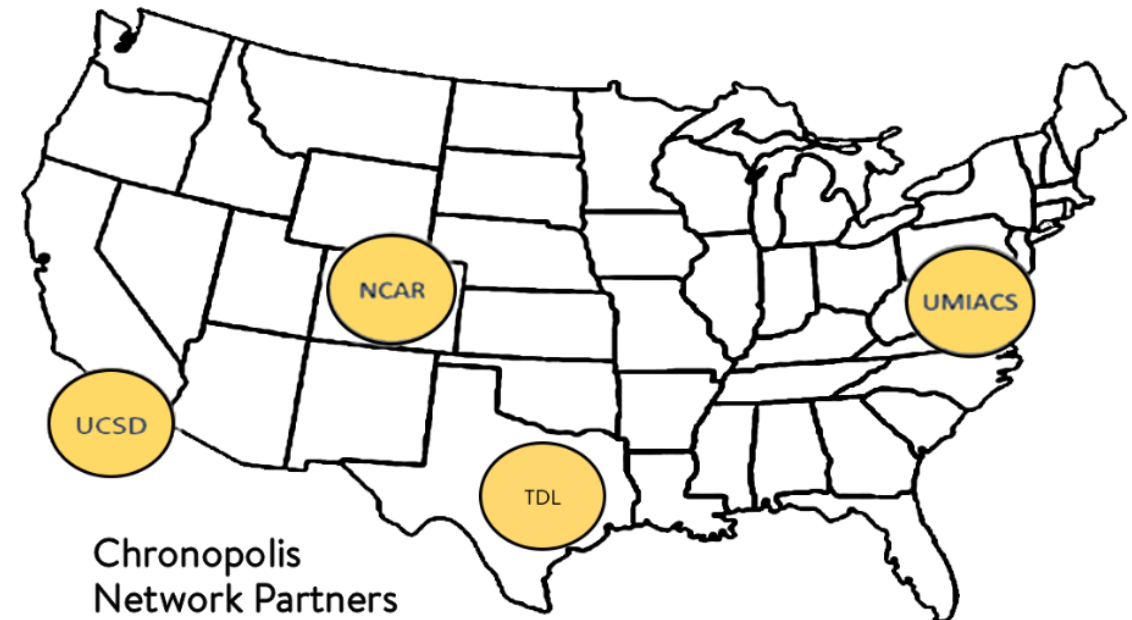 NCAR
UMIACS
UCSD
TDL
Chronopolis
Network Partners